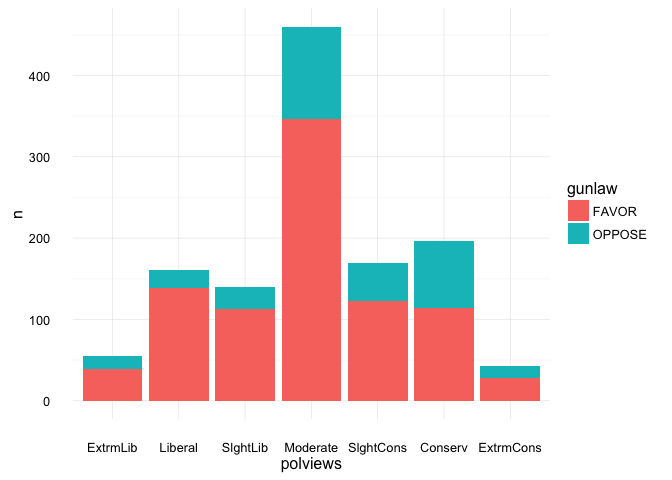 400
300
200
100
0
n
ExtrmLib Liberal SlghtLib Moderate SlghtCons Conserv ExtrmCons
polviews
gunlaw
FAVOR
OPPOSE